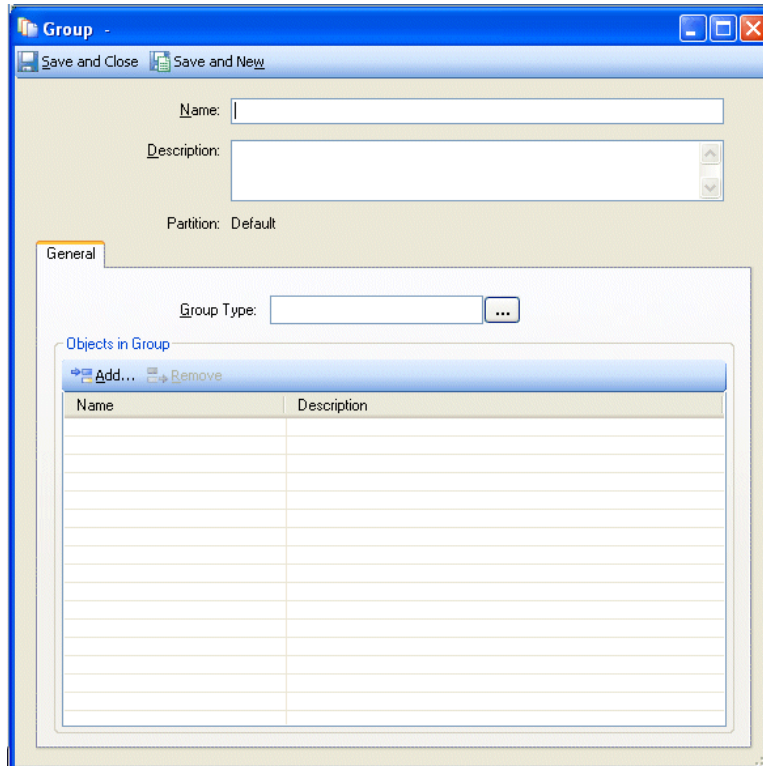 Group -
Save and Close Save and New
Name:
Description:
Partition: Default
General
Group Type: ...
Objects in Group
Add... Remove
Name Description